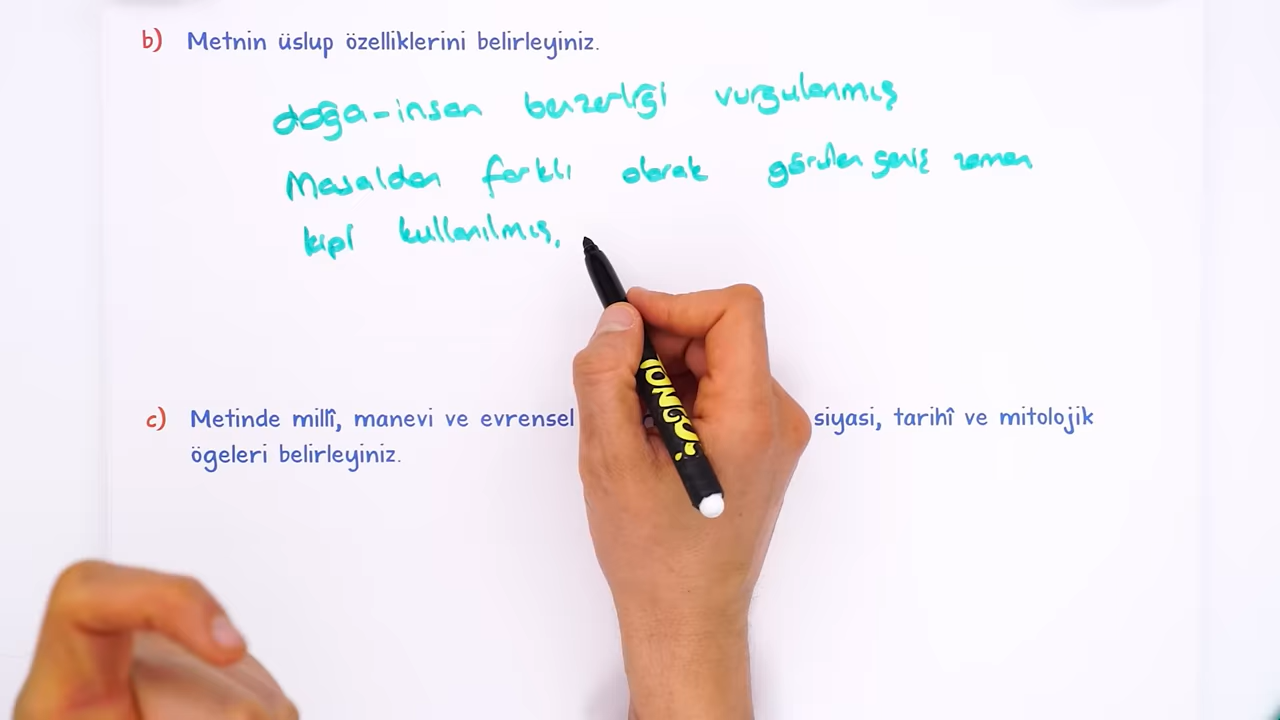 b) Metnin üslup özelliklerini belirleyiniz.
doğa-insan benzerliği vurgulanmış
Masaldan farklı olarak görülen geniş zaman
kipi kullanılmış.
c) Metinde millî, manevi ve evrensel siyasi, tarihî ve mitolojik
ögeleri belirleyiniz.